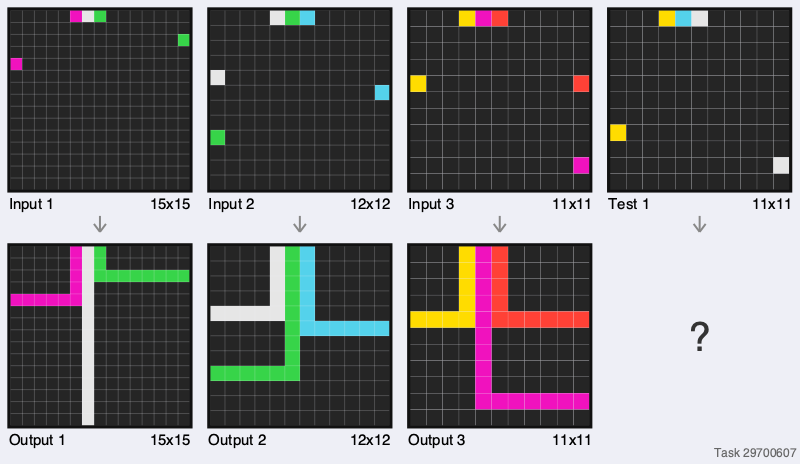 Input 1 15x15
Input 2 12x12
Input 3 11x11
Test 1 11x11
?
Output 1 15x15
Output 2 12x12
Output 3 11x11
Task 29700607